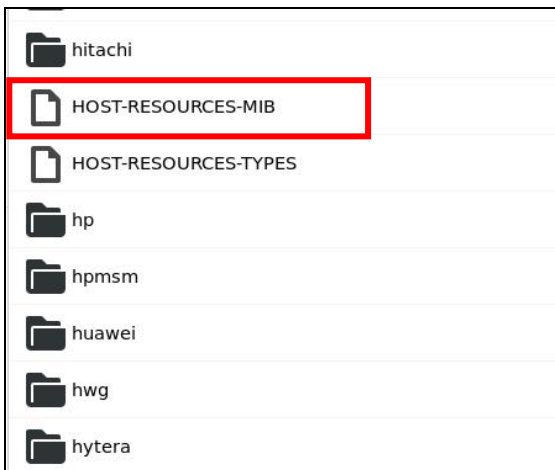 hitachi
HOST-RESOURCES-MIB
HOST-RESOURCES-TYPES
hp
hpmsm
huawei
hwg
hytera